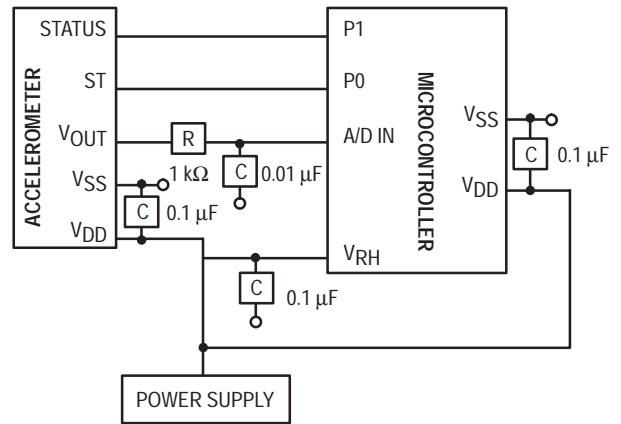 STATUS
ST
VOUT
VSS
VDD
ACCELEROMETER
R
1 kΩ
C
0.01 µF
C
0.1 µF
P1
P0
A/D IN
VRH
MICROCONTROLLER
VSS
VDD
C
0.1 µF
C
0.1 µF
POWER SUPPLY